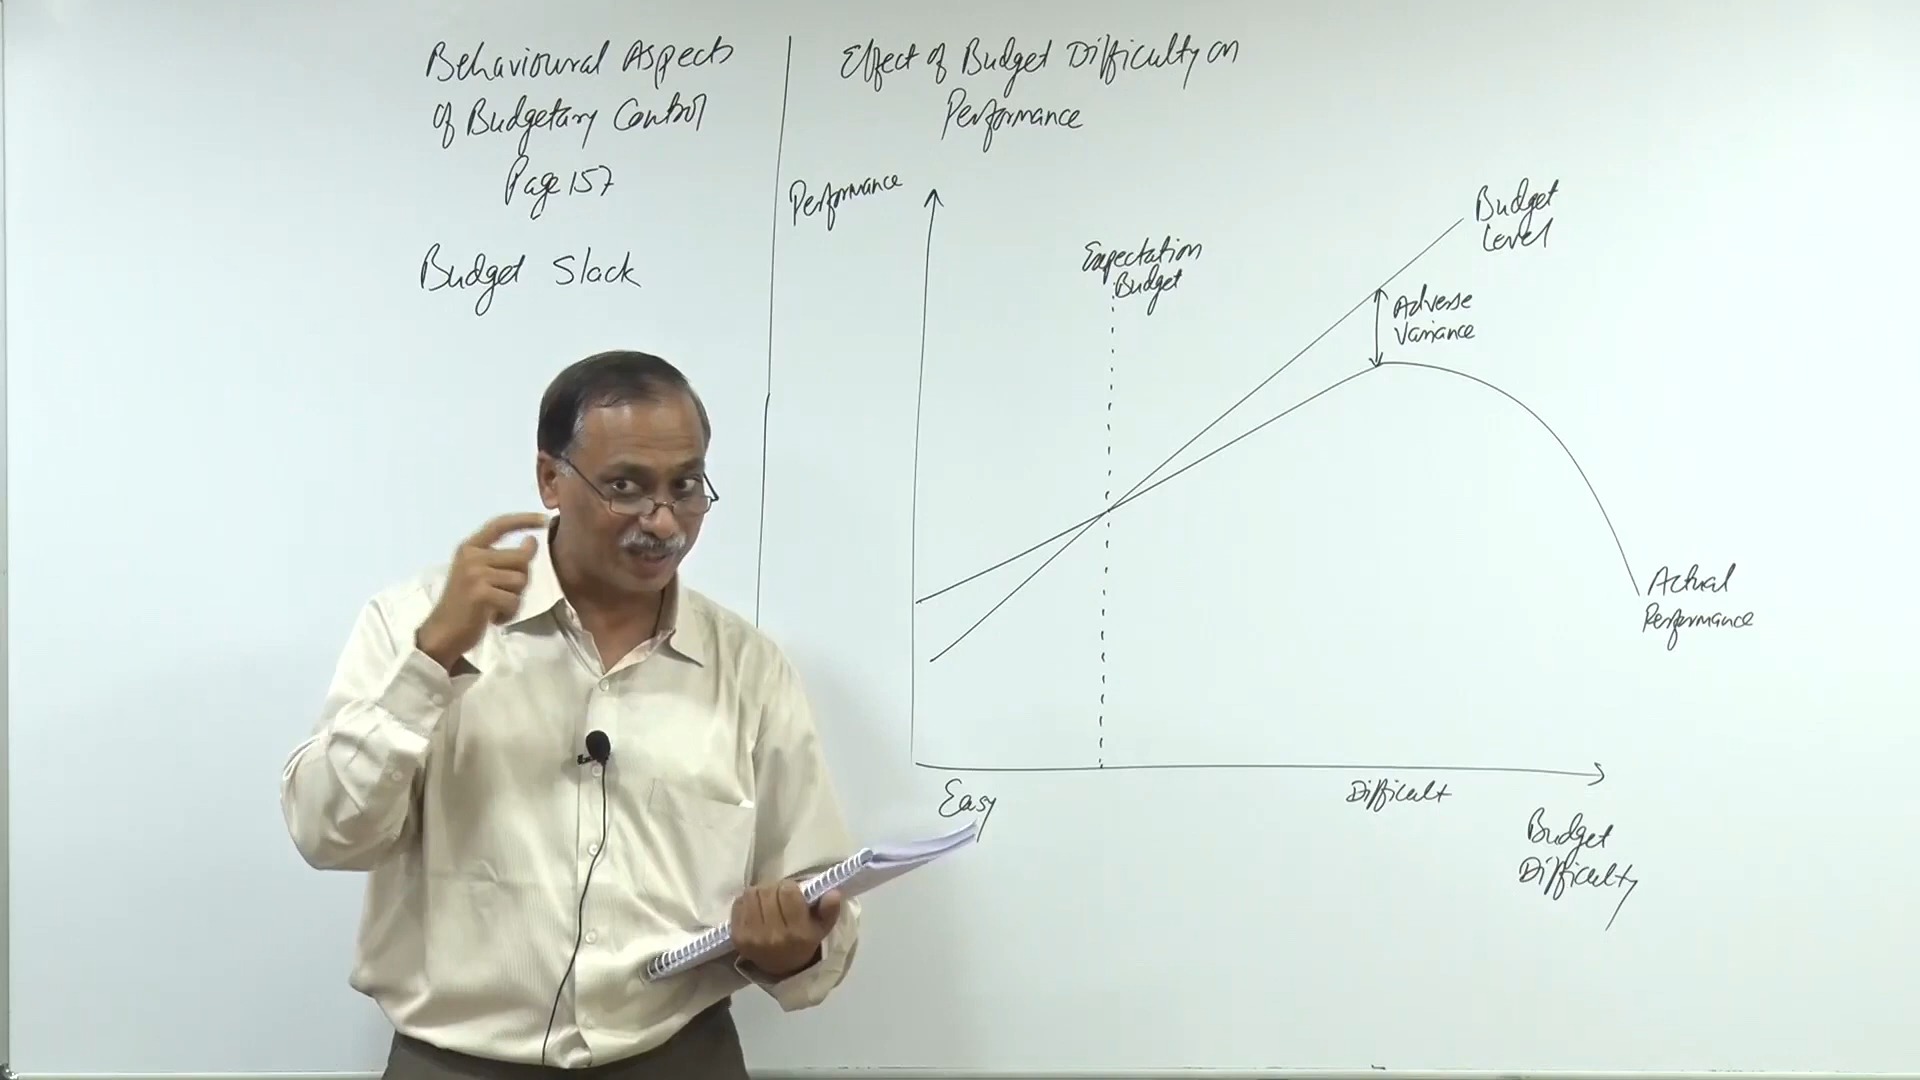 Behavioural Aspects
of Budgetary Control
Page 157
Budget Slack
Effect of Budget Difficulty on
Performance
Performance
Expectation
Budget
Budget
Level
Adverse
Variance
Actual
Performance
Easy
Difficult
Budget
Difficulty